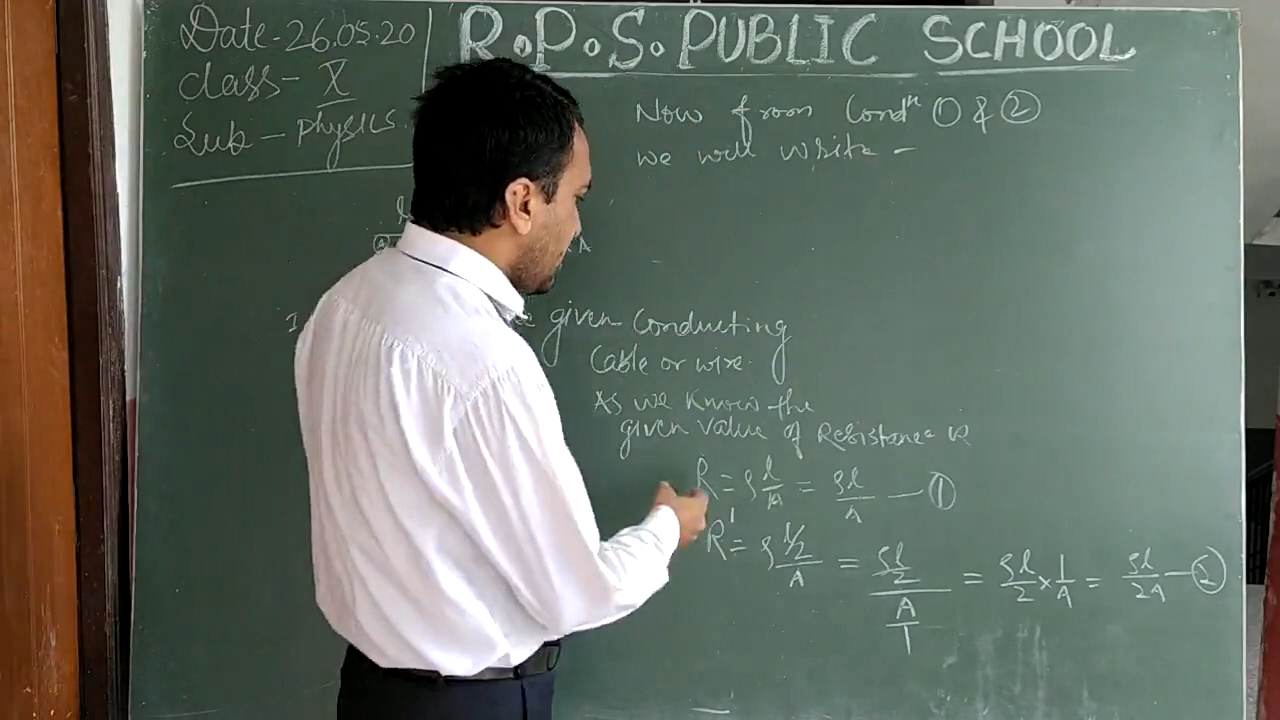 Date-26.05.20
Class- X
Sub- Physics.
R.P.S. PUBLIC SCHOOL
Now from Condn ① & ②
we will write -
l
A
given Conducting
Cable or wire.
As we know the
given value of Resistance R
R = ρ l/A = ρl/A — ①
R' = ρ l/2/A = ρl/2/A/1 = ρl/2 × 1/A = ρl/2A — ②